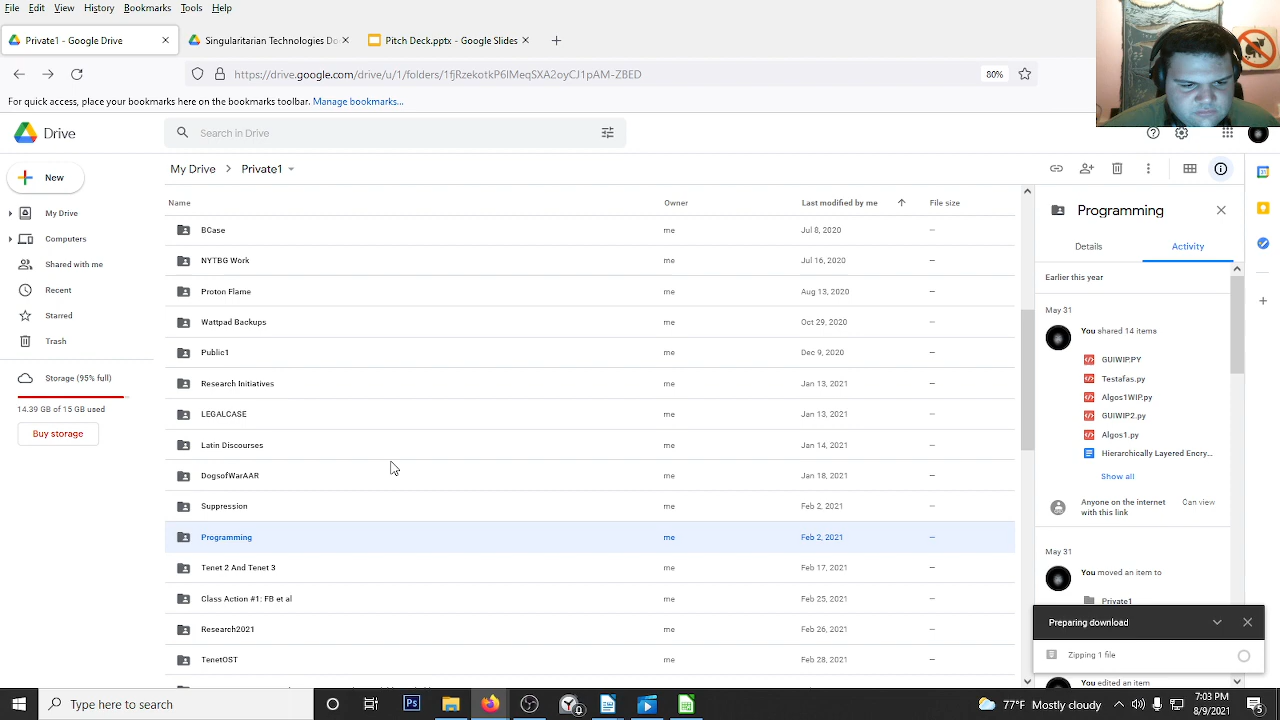 File Edit View History Bookmarks Tools Help
Private1 - Google Drive
Singularitarian Technologies Do
Pitch Decks
Google Slides
https://drive.google.com/drive/u/1/folders/1fjRzekotkP6IMeqSXA2oyCJ1pAM-ZBED
80%
For quick access, place your bookmarks here on the bookmarks toolbar. Manage bookmarks...
Drive
Search in Drive
New
My Drive
Computers
Shared with me
Recent
Starred
Trash
Storage (95% full)
14.39 GB of 15 GB used
Buy storage
My Drive > Private1
Name Owner Last modified by me File size
BCase me Jul 8, 2020 –
NYTBG Work me Jul 16, 2020 –
Proton Flame me Aug 13, 2020 –
Wattpad Backups me Oct 29, 2020 –
Public1 me Dec 9, 2020 –
Research Initiatives me Jan 13, 2021 –
LEGALCASE me Jan 13, 2021 –
Latin Discourses me Jan 14, 2021 –
DogsofWarAAR me Jan 18, 2021 –
Suppression me Feb 2, 2021 –
Programming me Feb 2, 2021 –
Tenet 2 And Tenet 3 me Feb 17, 2021 –
Class Action #1: FB et al me Feb 25, 2021 –
Research2021 me Feb 26, 2021 –
TenetOST me Feb 28, 2021 –
Programming
Details Activity
Earlier this year
May 31
You shared 14 items
GUIWIP.PY
Testafas.py
Algos1WIP.py
GUIWIP2.py
Algos1.py
Hierarchically Layered Encry...
Show all
Anyone on the internet Can view
with this link
May 31
You moved an item to
Private1
Preparing download
Zipping 1 file
You edited an item
Type here to search
77°F
7:03 PM
8/9/2021